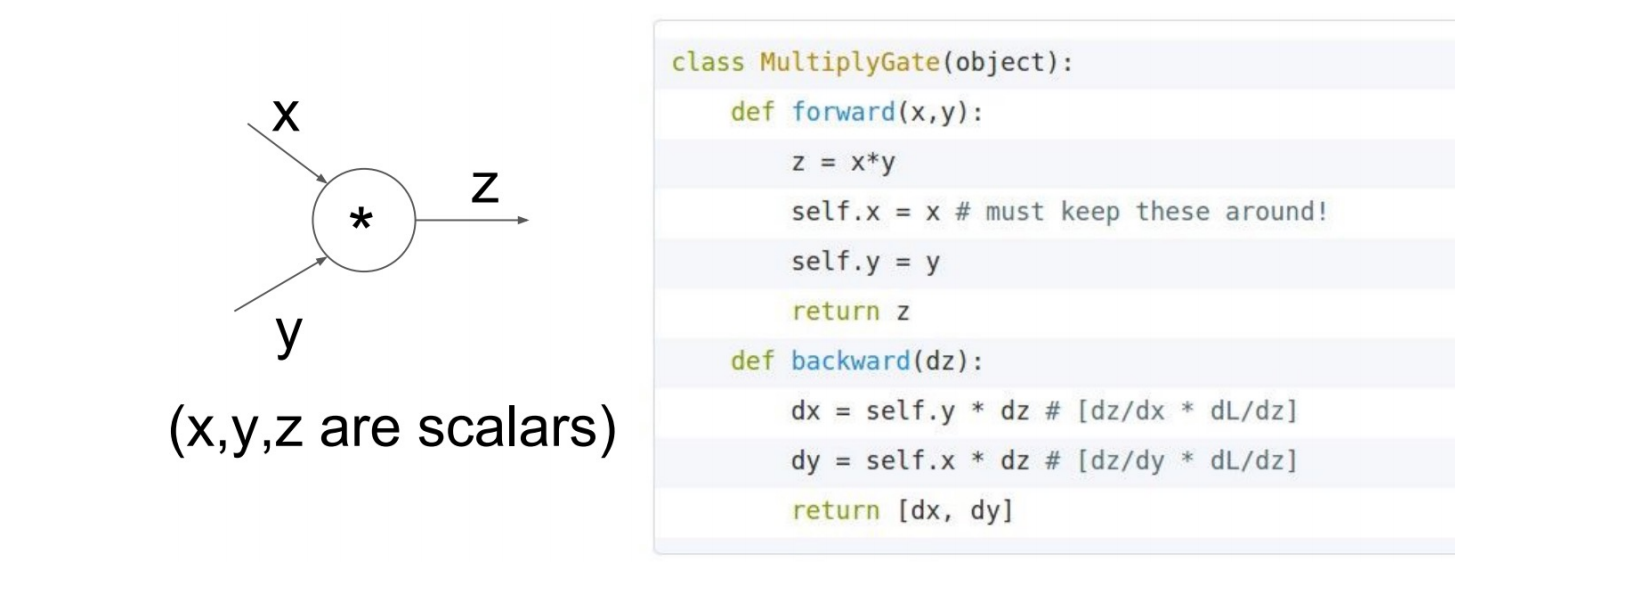 x
*
z
y
(x,y,z are scalars)
class MultiplyGate(object):
    def forward(x,y):
        z = x*y
        self.x = x # must keep these around!
        self.y = y
        return z
    def backward(dz):
        dx = self.y * dz # [dz/dx * dL/dz]
        dy = self.x * dz # [dz/dy * dL/dz]
        return [dx, dy]